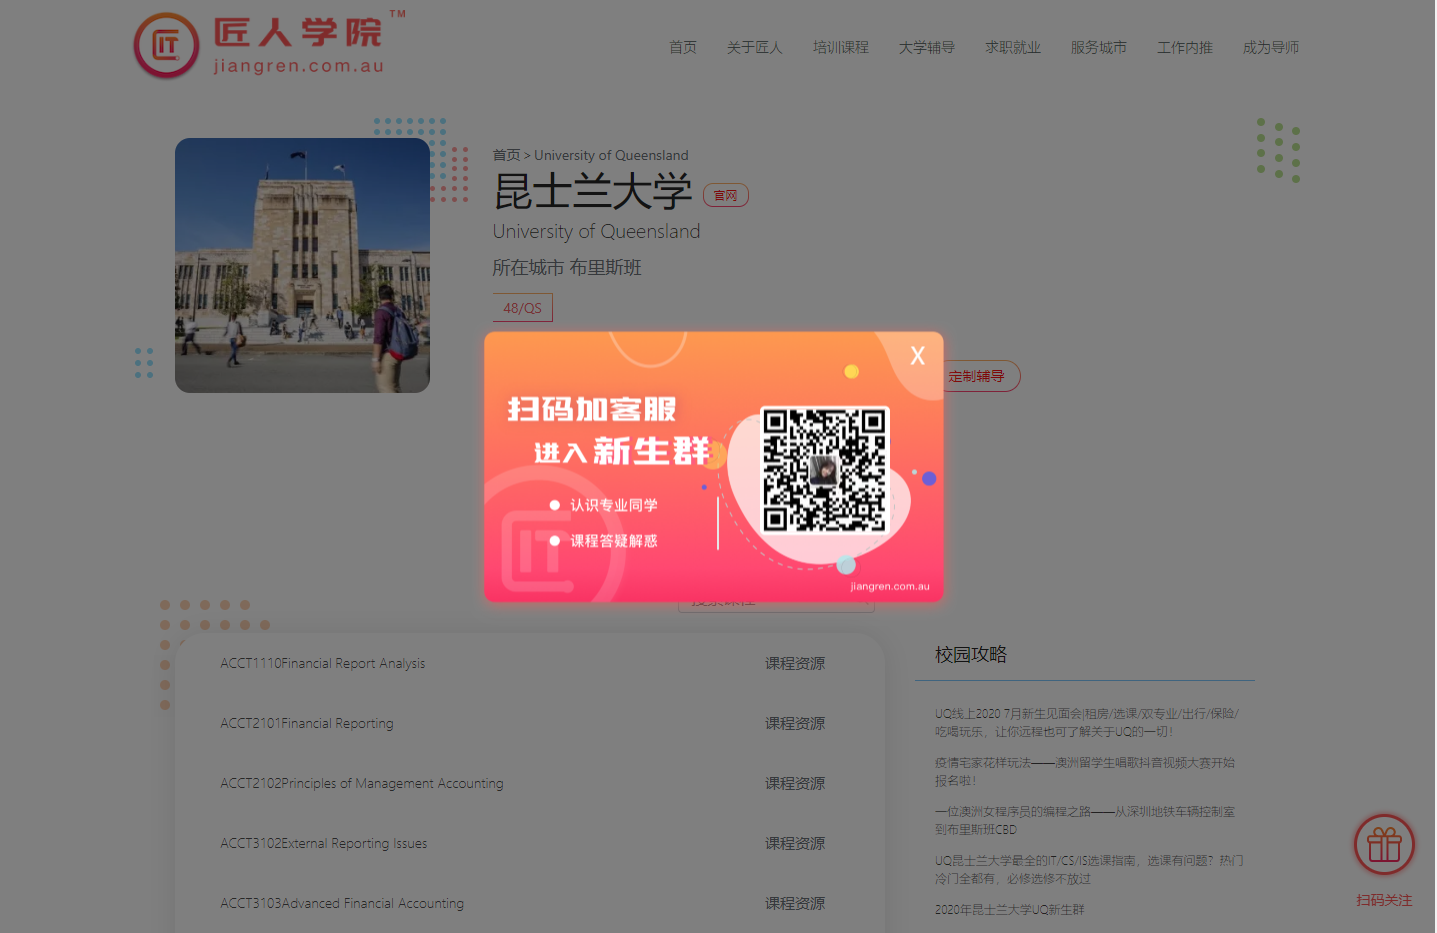 匠人学院 TM
jiangren.com.au
首页 关于匠人 培训课程 大学辅导 求职就业 服务城市 工作内推 成为导师
首页 > University of Queensland
昆士兰大学 官网
University of Queensland
所在城市 布里斯班
48/QS
定制辅导
X
扫码加客服
进入新生群
认识专业同学
课程答疑解惑
jiangren.com.au
搜索课程
ACCT1110Financial Report Analysis 课程资源
ACCT2101Financial Reporting 课程资源
ACCT2102Principles of Management Accounting 课程资源
ACCT3102External Reporting Issues 课程资源
ACCT3103Advanced Financial Accounting 课程资源
校园攻略
UQ线上2020 7月新生见面会|租房/选课/双专业/出行/保险/
吃喝玩乐，让你远程也可了解关于UQ的一切！
疫情宅家花样玩法——澳洲留学生唱歌抖音视频大赛开始
报名啦！
一位澳洲女程序员的编程之路——从深圳地铁车辆控制室
到布里斯班CBD
UQ昆士兰大学最全的IT/CS/IS选课指南，选课有问题？热门
冷门全都有，必修选修不放过
2020年昆士兰大学UQ新生群
扫码关注